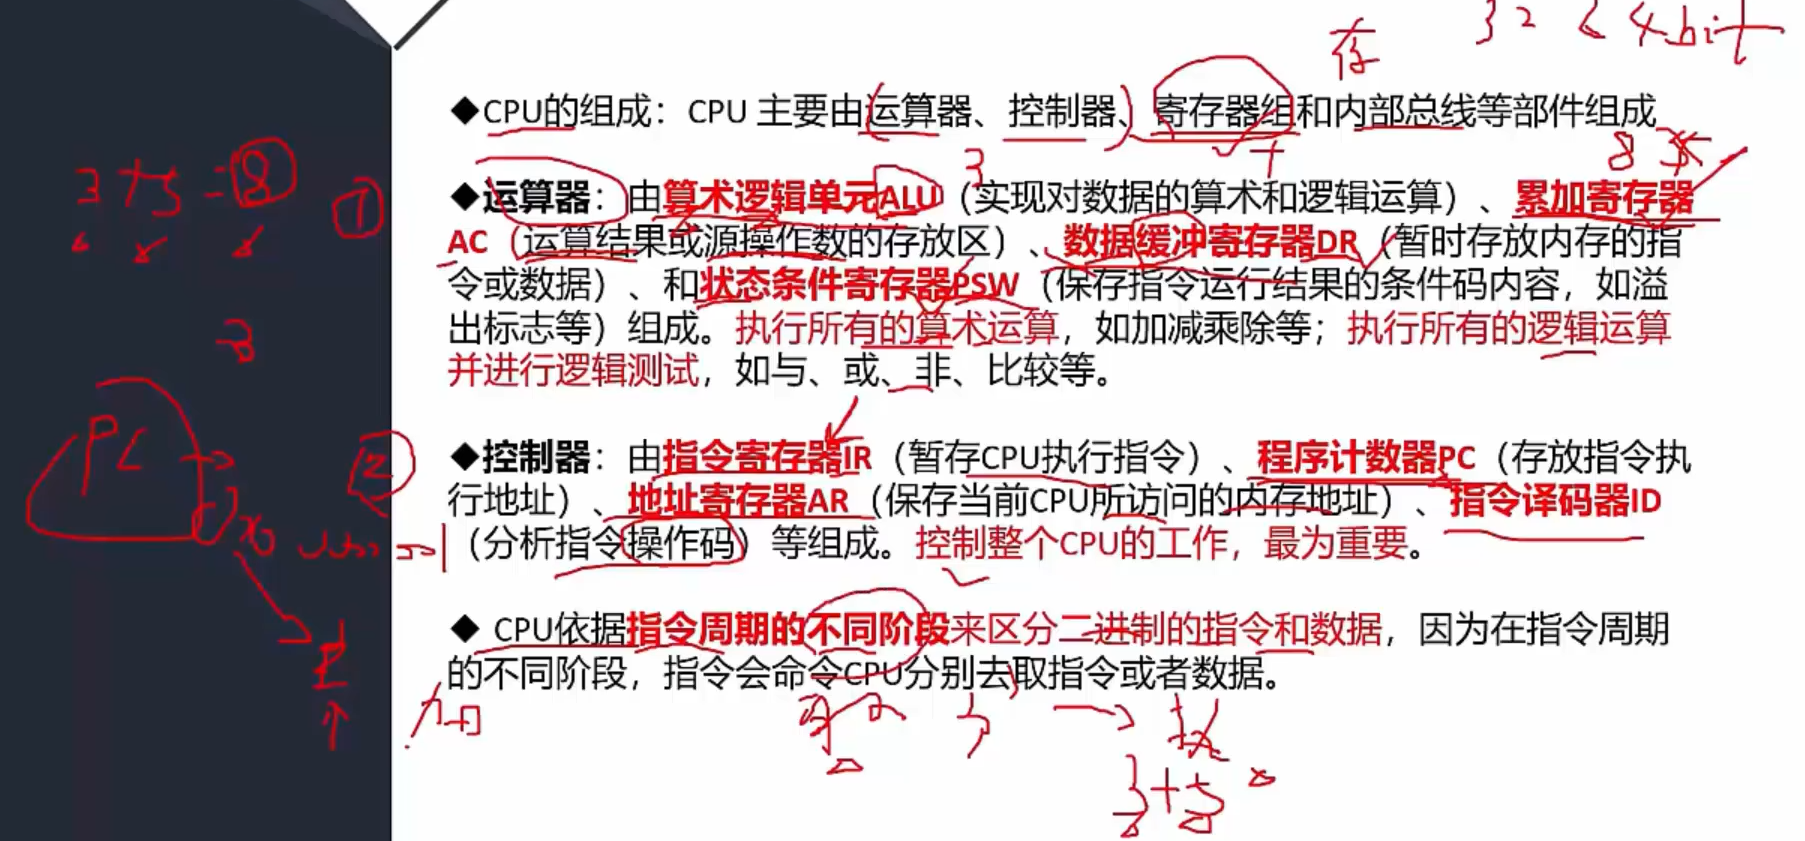 存 32 64bit
◆CPU的组成：CPU 主要由运算器、控制器、寄存器组和内部总线等部件组成
3+5=8 ①
◆运算器：由算术逻辑单元ALU（实现对数据的算术和逻辑运算）、累加寄存器
AC（运算结果或源操作数的存放区）、数据缓冲寄存器DR（暂时存放内存的指
令或数据）、和状态条件寄存器PSW（保存指令运行结果的条件码内容，如溢
出标志等）组成。执行所有的算术运算，如加减乘除等；执行所有的逻辑运算
并进行逻辑测试，如与、或、非、比较等。
PC ②
◆控制器：由指令寄存器IR（暂存CPU执行指令）、程序计数器PC（存放指令执
行地址）、地址寄存器AR（保存当前CPU所访问的内存地址）、指令译码器ID
（分析指令操作码）等组成。控制整个CPU的工作，最为重要。
◆ CPU依据指令周期的不同阶段来区分二进制的指令和数据，因为在指令周期
的不同阶段，指令会命令CPU分别去取指令或者数据。
加
3+5